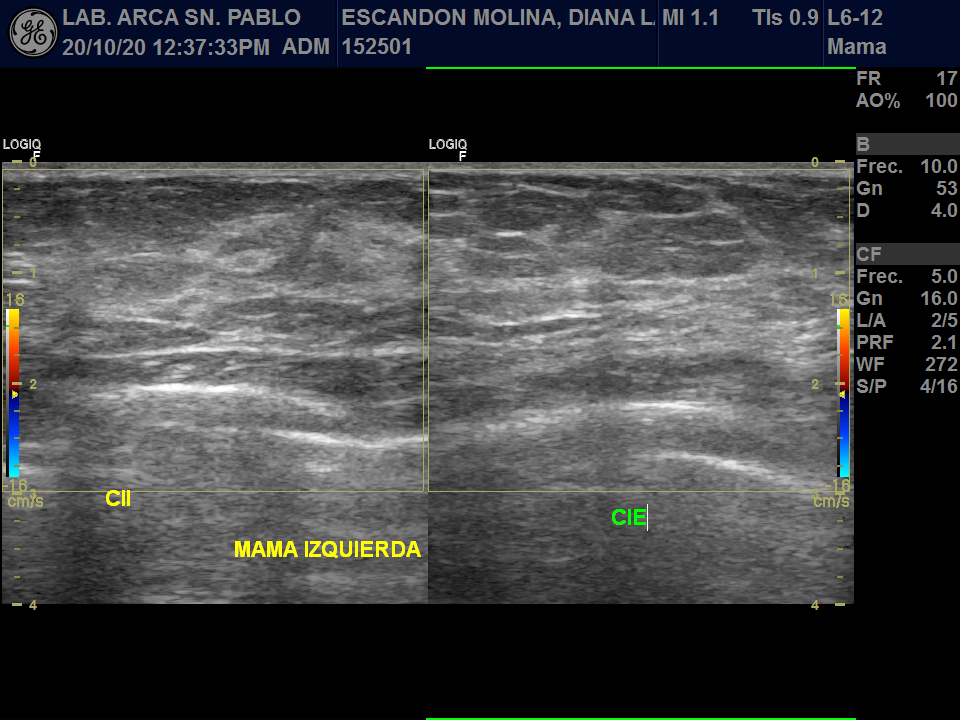 LAB. ARCA SN. PABLO
20/10/20 12:37:33PM ADM
ESCANDON MOLINA, DIANA L.
152501
MI 1.1 TIs 0.9
L6-12
Mama
FR 17
AO% 100
B
Frec. 10.0
Gn 53
D 4.0
CF
Frec. 5.0
Gn 16.0
L/A 2/5
PRF 2.1
WF 272
S/P 4/16
LOGIQ
F
0
1
16
2
-16
cm/s
4
CII
MAMA IZQUIERDA
LOGIQ
F
0
1
16
2
-16
cm/s
4
CIE